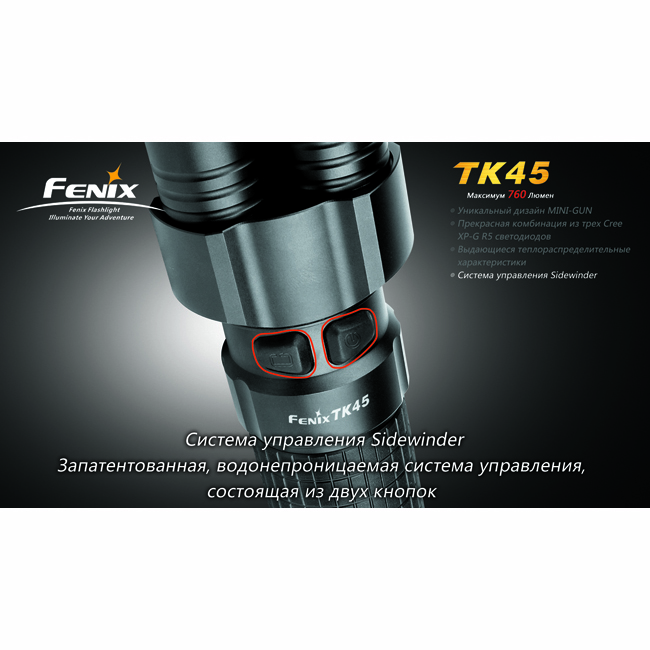 FENIX
Fenix Flashlight
Illuminate Your Adventure
TK45
Максимум 760 Люмен
• Уникальный дизайн MINI-GUN
• Прекрасная комбинация из трех Cree
XP-G R5 светодиодов
• Выдающиеся теплораспределительные
характеристики
• Система управления Sidewinder
FENIX TK45
Система управления Sidewinder
Запатентованная, водонепроницаемая система управления,
состоящая из двух кнопок